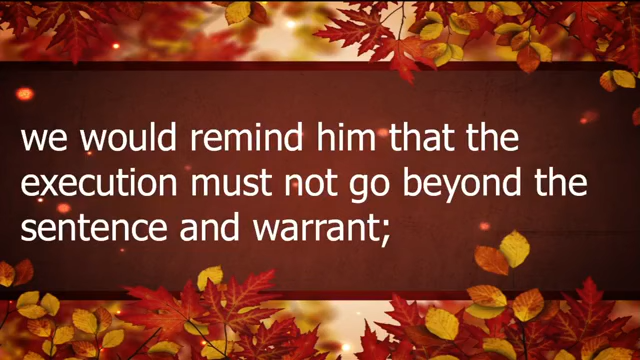 we would remind him that the
execution must not go beyond the
sentence and warrant;